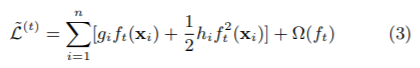 $$\tilde{\mathcal{L}}^{(t)} = \sum_{i=1}^{n} [g_i f_t(\mathbf{x}_i) + \frac{1}{2} h_i f_t^2(\mathbf{x}_i)] + \Omega(f_t) \quad (3)$$